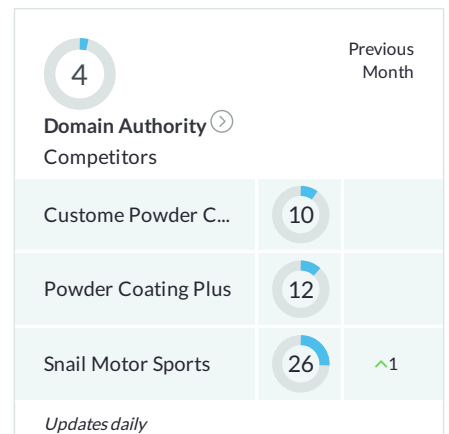 4
Previous
Month
Domain Authority
Competitors
Custome Powder C...
10
Powder Coating Plus
12
Snail Motor Sports
26
1
Updates daily